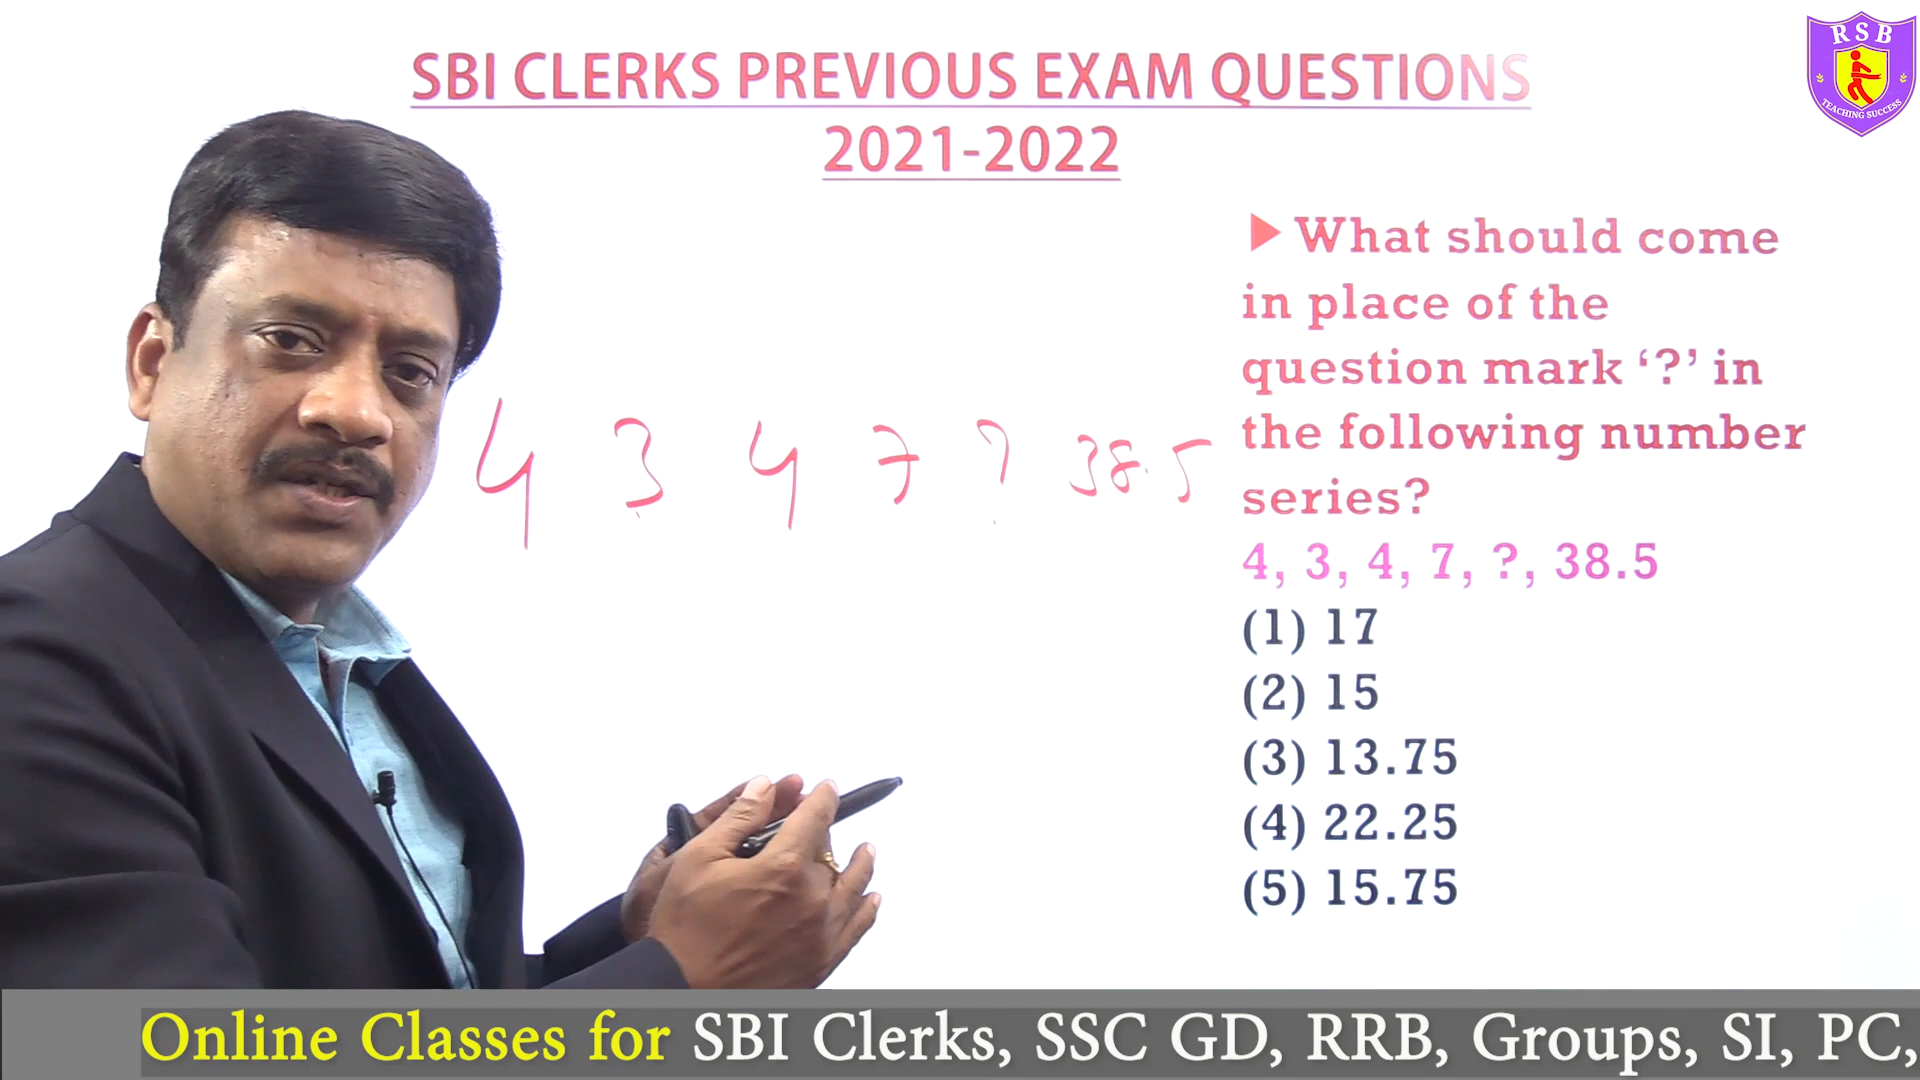 SBI CLERKS PREVIOUS EXAM QUESTIONS
2021-2022
RSB
TEACHING SUCCESS
4 3 4 7 ? 38.5
What should come
in place of the
question mark ‘?’ in
the following number
series?
4, 3, 4, 7, ?, 38.5
(1) 17
(2) 15
(3) 13.75
(4) 22.25
(5) 15.75
Online Classes for SBI Clerks, SSC GD, RRB, Groups, SI, PC,